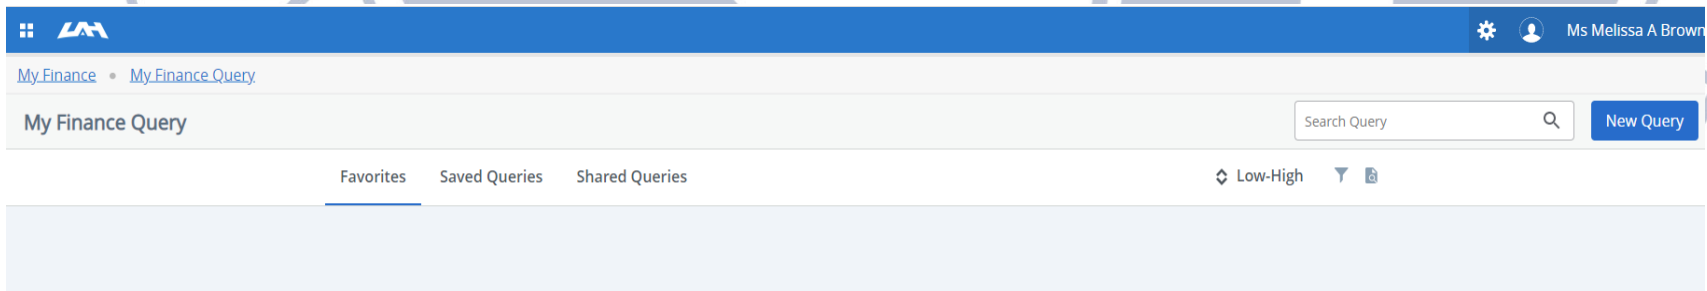 UAH Ms Melissa A Brown
My Finance • My Finance Query
My Finance Query Search Query New Query
Favorites Saved Queries Shared Queries Low-High